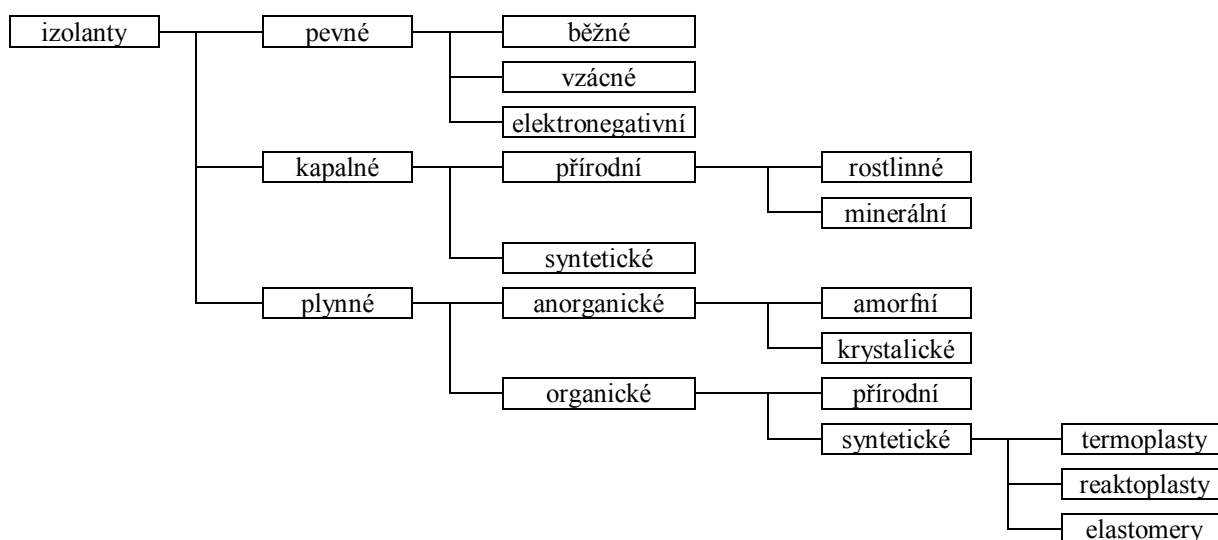 izolanty pevné běžné
vzácné
elektronegativní
kapalné přírodní rostlinné
minerální
syntetické
plynné anorganické amorfní
krystalické
organické přírodní
syntetické termoplasty
reaktoplasty
elastomery